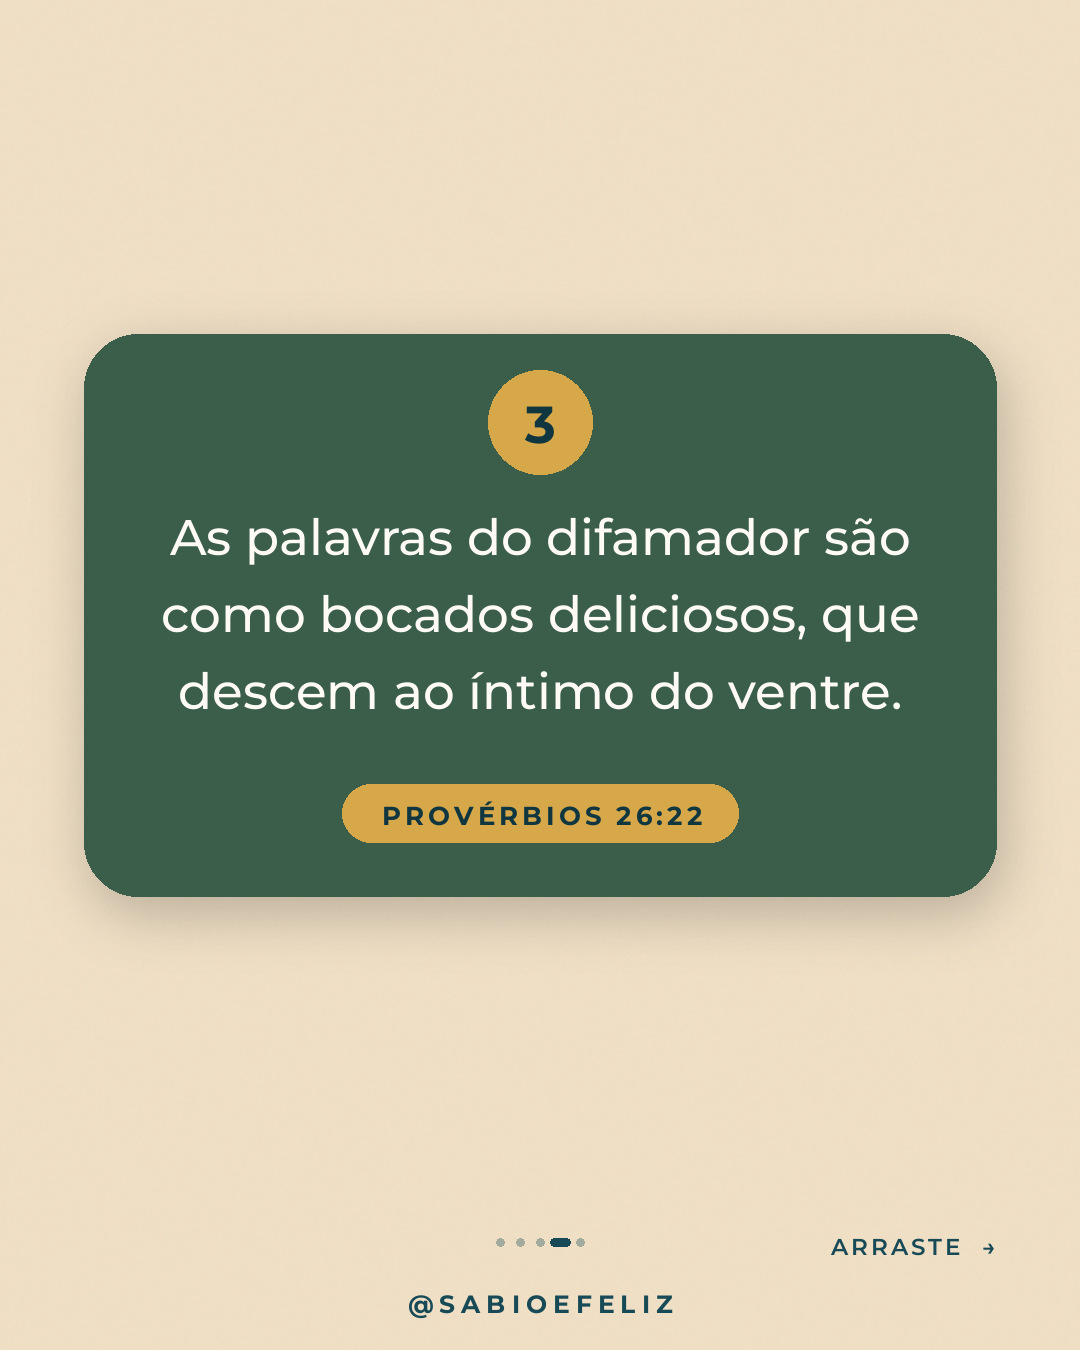 3
As palavras do difamador são
como bocados deliciosos, que
descem ao íntimo do ventre.
PROVÉRBIOS 26:22
ARRASTE →
@SABIOEFELIZ